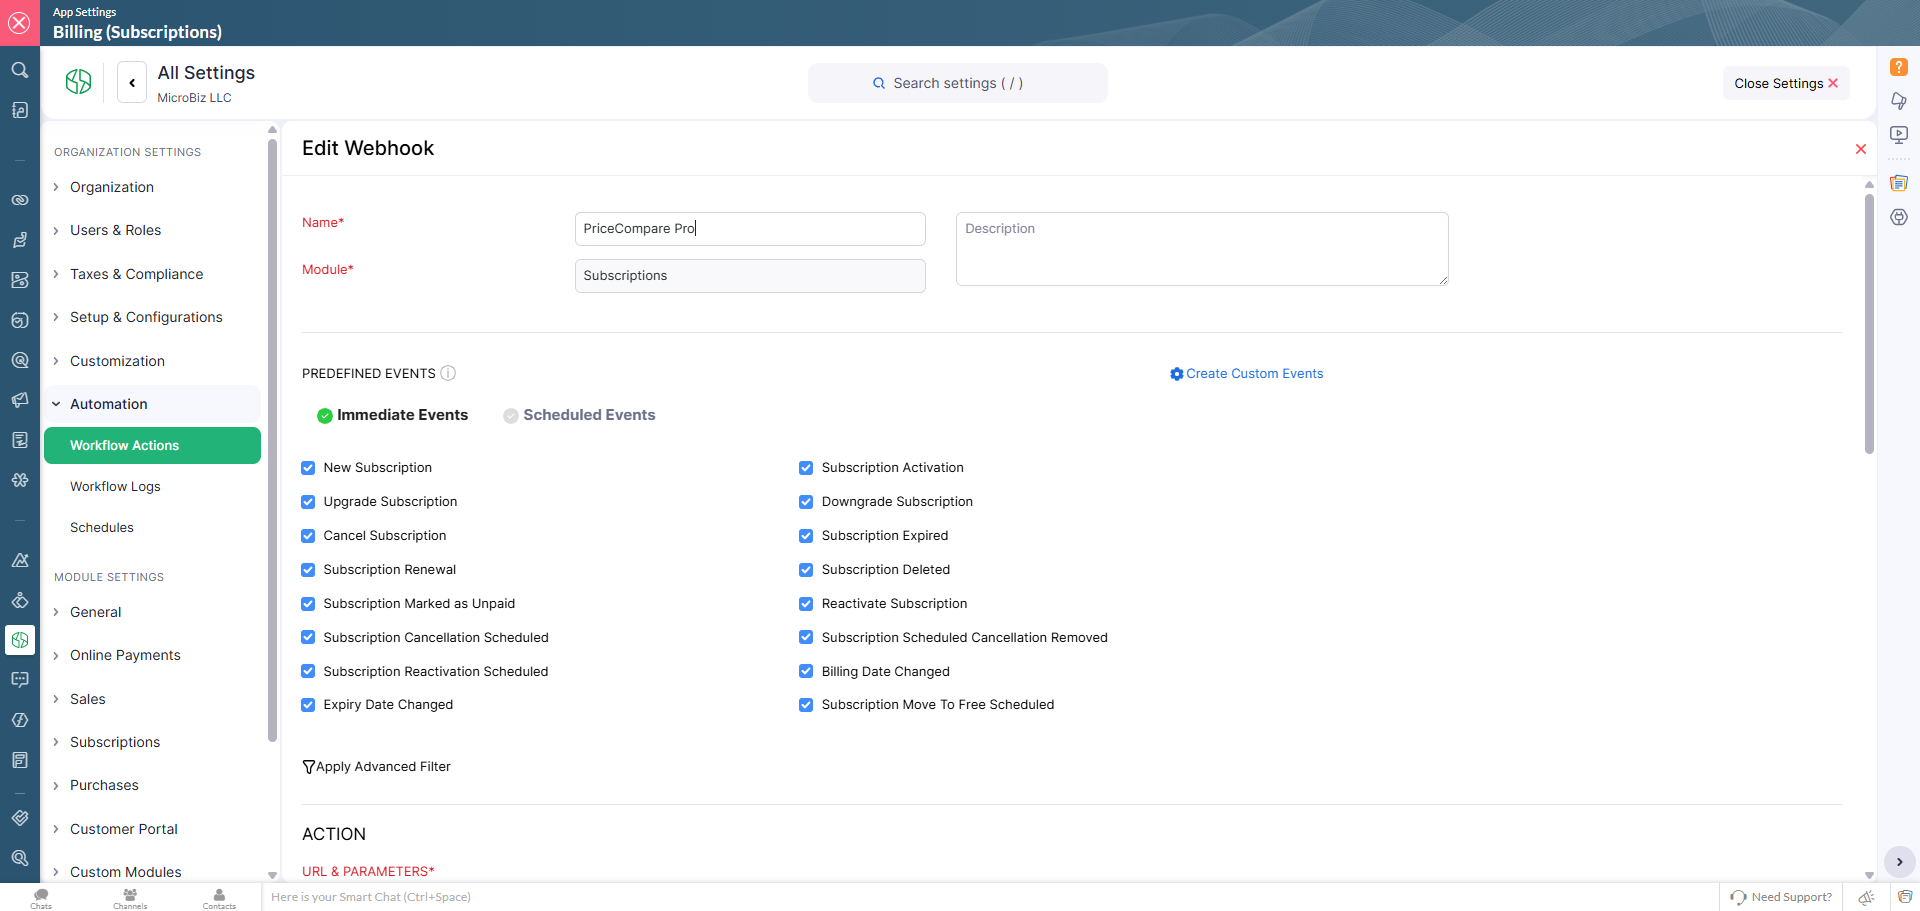 App Settings
Billing (Subscriptions)
All Settings
MicroBiz LLC
Search settings ( / )
Close Settings
ORGANIZATION SETTINGS
Organization
Users & Roles
Taxes & Compliance
Setup & Configurations
Customization
Automation
Workflow Actions
Workflow Logs
Schedules
MODULE SETTINGS
General
Online Payments
Sales
Subscriptions
Purchases
Customer Portal
Custom Modules
Edit Webhook
Name*
PriceCompare Pro
Description
Module*
Subscriptions
PREDEFINED EVENTS
Create Custom Events
Immediate Events
Scheduled Events
New Subscription
Subscription Activation
Upgrade Subscription
Downgrade Subscription
Cancel Subscription
Subscription Expired
Subscription Renewal
Subscription Deleted
Subscription Marked as Unpaid
Reactivate Subscription
Subscription Cancellation Scheduled
Subscription Scheduled Cancellation Removed
Subscription Reactivation Scheduled
Billing Date Changed
Expiry Date Changed
Subscription Move To Free Scheduled
Apply Advanced Filter
ACTION
URL & PARAMETERS*
Chats
Channels
Contacts
Here is your Smart Chat (Ctrl+Space)
Need Support?